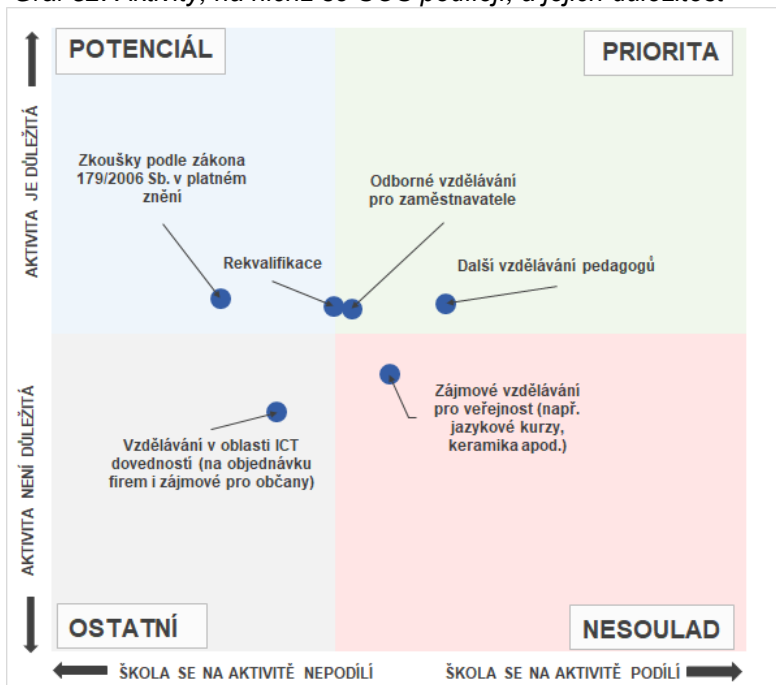 POTENCIÁL
PRIORITA
Zkoušky podle zákona
179/2006 Sb. v platném
znění
Odborné vzdělávání
pro zaměstnavatele
Rekvalifikace
Další vzdělávání pedagogů
Zájmové vzdělávání
pro veřejnost (např.
jazykové kurzy,
keramika apod.)
Vzdělávání v oblasti ICT
dovedností (na objednávku
firem i zájmové pro občany)
OSTATNÍ
NESOULAD
AKTIVITA JE DŮLEŽITÁ
AKTIVITA NENÍ DŮLEŽITÁ
ŠKOLA SE NA AKTIVITĚ NEPODÍLÍ
ŠKOLA SE NA AKTIVITĚ PODÍLÍ